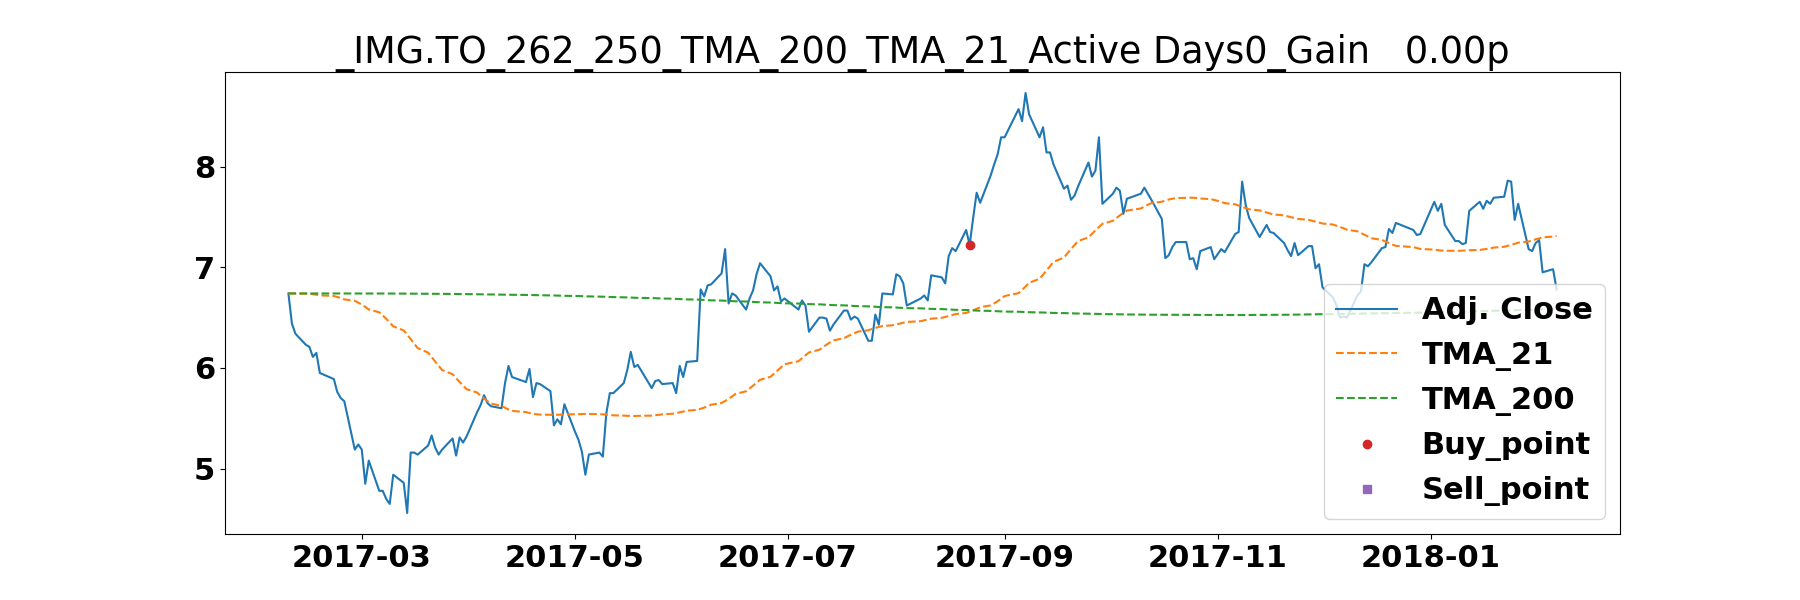 _IMG.TO_262_250_TMA_200_TMA_21_Active Days0_Gain   0.00p
8
7
6
5
Adj. Close
TMA_21
TMA_200
Buy_point
Sell_point
2017-03 2017-05 2017-07 2017-09 2017-11 2018-01